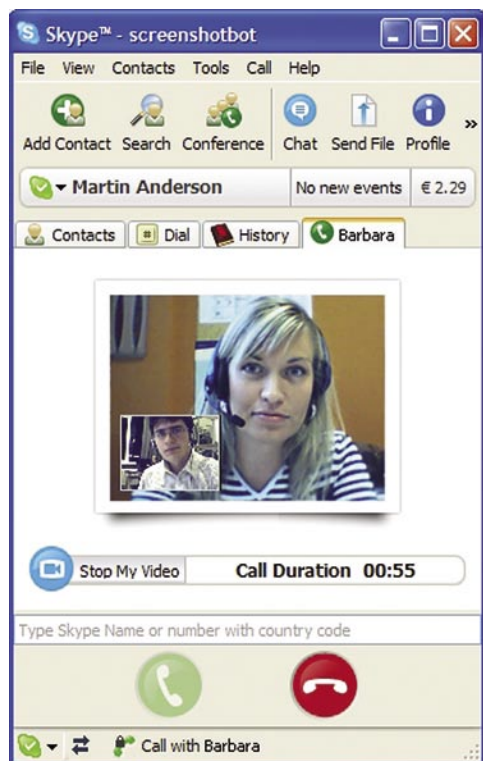 Skype™ - screenshotbot
File View Contacts Tools Call Help
Add Contact Search Conference Chat Send File Profile »
Martin Anderson No new events € 2.29
Contacts Dial History Barbara
Stop My Video Call Duration 00:55
Type Skype Name or number with country code
Call with Barbara